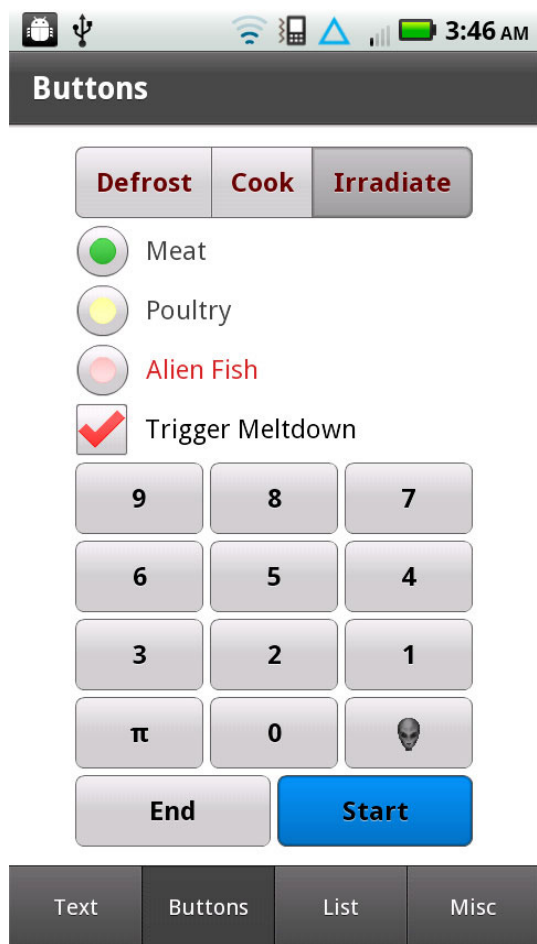 3:46 AM
Buttons
Defrost Cook Irradiate
Meat
Poultry
Alien Fish
Trigger Meltdown
9 8 7
6 5 4
3 2 1
π 0
End Start
Text Buttons List Misc